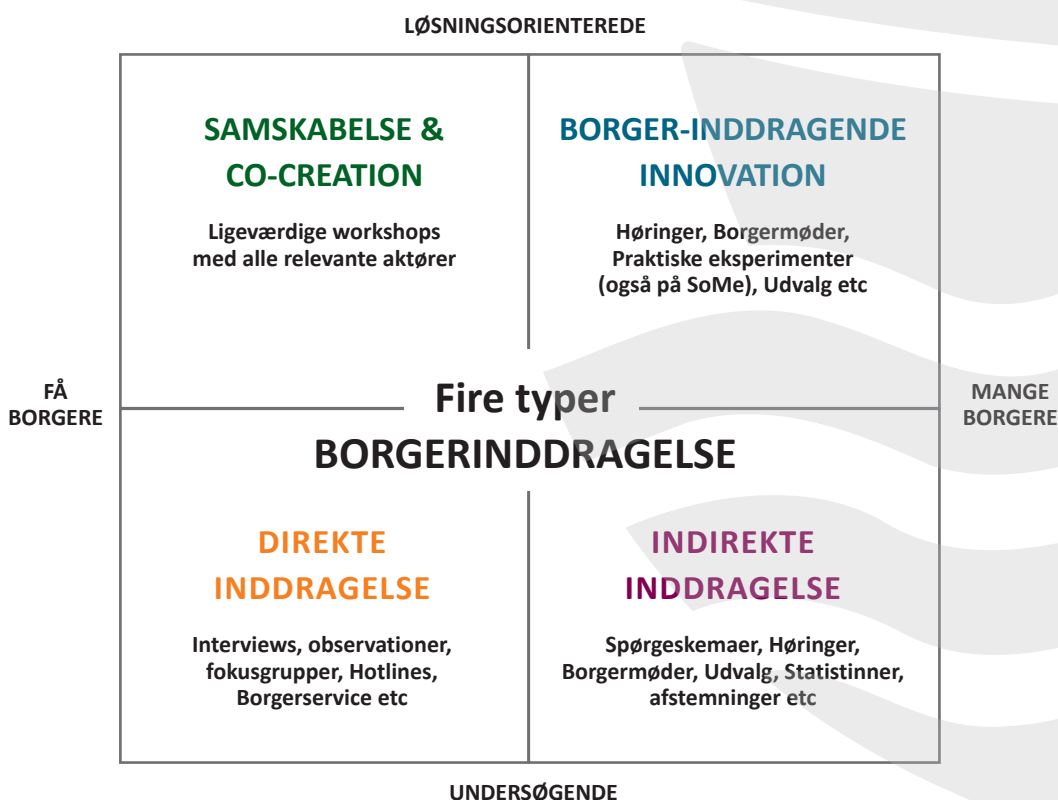 LØSNINGSORIENTEREDE
SAMSKABELSE &
CO-CREATION
Ligeværdige workshops
med alle relevante aktører
BORGER-INDDRAGENDE
INNOVATION
Høringer, Borgermøder,
Praktiske eksperimenter
(også på SoMe), Udvalg etc
FÅ
BORGERE
Fire typer
BORGERINDDRAGELSE
MANGE
BORGERE
DIREKTE
INDDRAGELSE
Interviews, observationer,
fokusgrupper, Hotlines,
Borgerservice etc
INDIREKTE
INDDRAGELSE
Spørgeskemaer, Høringer,
Borgermøder, Udvalg, Statistinner,
afstemninger etc
UNDERSØGENDE